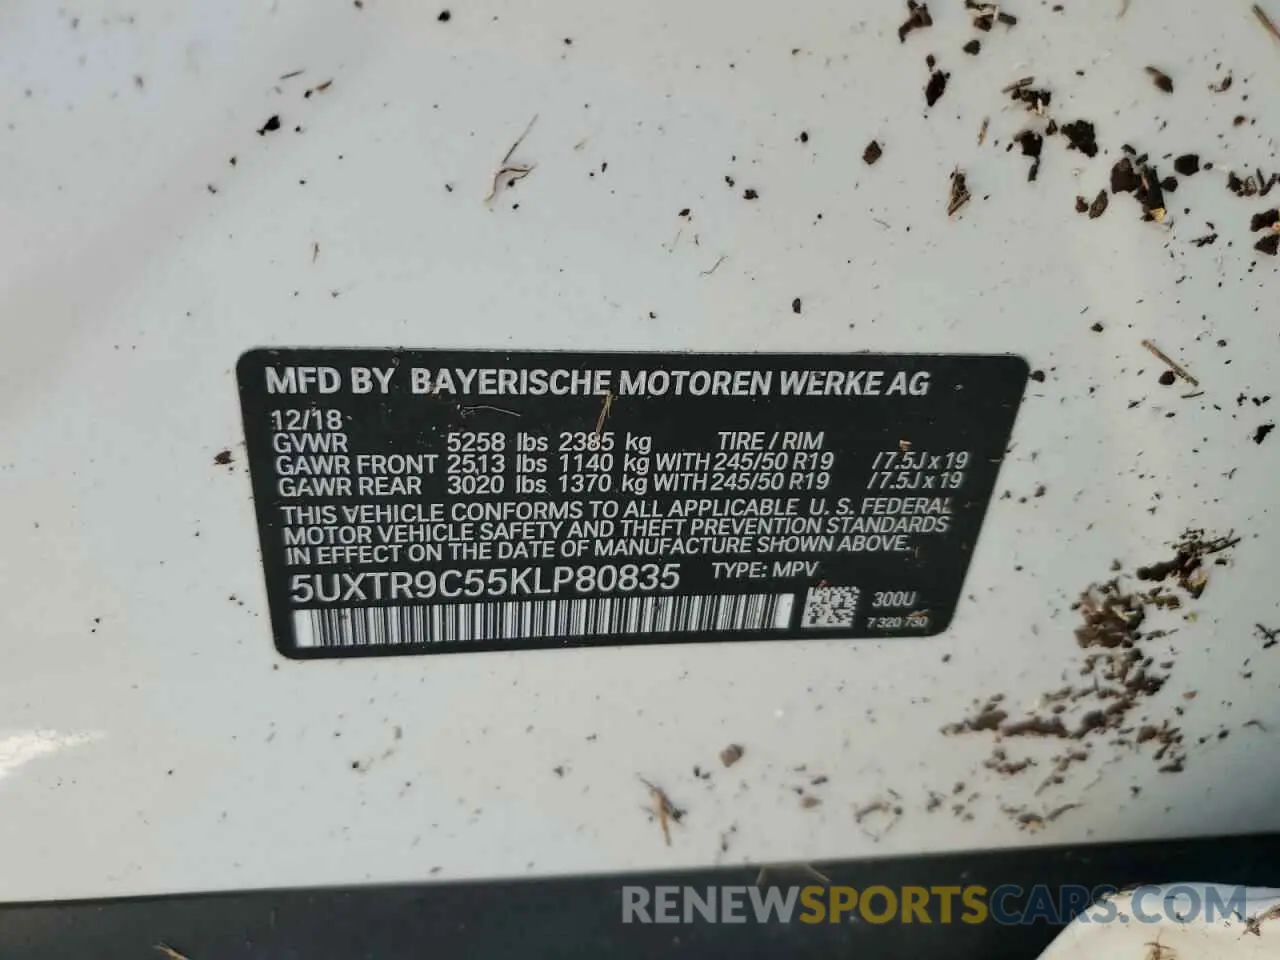 MFD BY BAYERISCHE MOTOREN WERKE AG
12/18
GVWR 5258 lbs 2385 kg TIRE / RIM
GAWR FRONT 2513 lbs 1140 kg WITH 245/50 R19 /7.5J x 19
GAWR REAR 3020 lbs 1370 kg WITH 245/50 R19 /7.5J x 19
THIS VEHICLE CONFORMS TO ALL APPLICABLE U. S. FEDERAL
MOTOR VEHICLE SAFETY AND THEFT PREVENTION STANDARDS
IN EFFECT ON THE DATE OF MANUFACTURE SHOWN ABOVE.
5UXTR9C55KLP80835 TYPE: MPV
300U
7 320 730
RENEWSPORTSCARS.COM